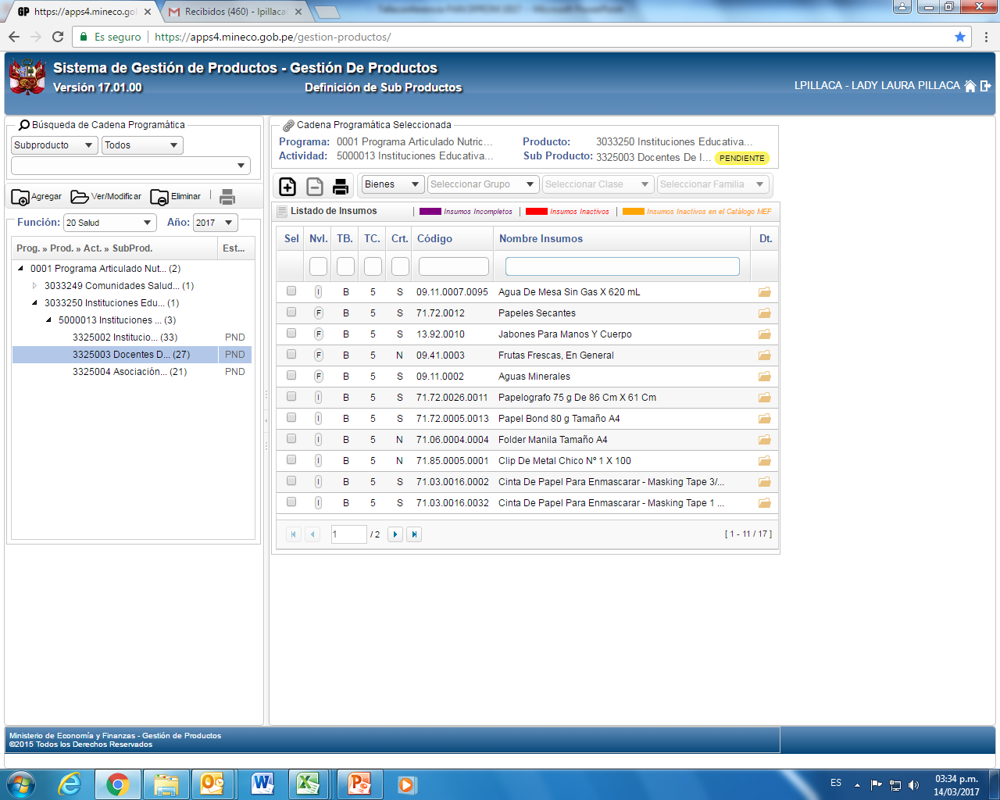 GP https://apps4.mineco.gol
Recibidos (460) - lpillaca
Es seguro
https://apps4.mineco.gob.pe/gestion-productos/
Sistema de Gestión de Productos - Gestión De Productos
Versión 17.01.00
Definición de Sub Productos
LPILLACA - LADY LAURA PILLACA
Búsqueda de Cadena Programática
Subproducto
Todos
Agregar
Ver/Modificar
Eliminar
Función:
20 Salud
Año:
2017
Prog. » Prod. » Act. » SubProd.
Est...
0001 Programa Articulado Nut... (2)
3033249 Comunidades Salud... (1)
3033250 Instituciones Edu... (1)
5000013 Instituciones ... (3)
3325002 Institucio... (33) PND
3325003 Docentes D... (27) PND
3325004 Asociación... (21) PND
Cadena Programática Seleccionada
Programa: 0001 Programa Articulado Nutric...
Producto: 3033250 Instituciones Educativa...
Actividad: 5000013 Instituciones Educativa...
Sub Producto: 3325003 Docentes De I... PENDIENTE
Bienes
Seleccionar Grupo
Seleccionar Clase
Seleccionar Familia
Listado de Insumos
Insumos Incompletos
Insumos Inactivos
Insumos Inactivos en el Catálogo MEF
Sel Nvl. TB. TC. Crt. Código Nombre Insumos Dt.
I B 5 S 09.11.0007.0095 Agua De Mesa Sin Gas X 620 mL
F B 5 S 71.72.0012 Papeles Secantes
F B 5 S 13.92.0010 Jabones Para Manos Y Cuerpo
F B 5 N 09.41.0003 Frutas Frescas, En General
F B 5 S 09.11.0002 Aguas Minerales
I B 5 S 71.72.0026.0011 Papelografo 75 g De 86 Cm X 61 Cm
I B 5 S 71.72.0005.0013 Papel Bond 80 g Tamaño A4
I B 5 N 71.06.0004.0004 Folder Manila Tamaño A4
I B 5 N 71.85.0005.0001 Clip De Metal Chico Nº 1 X 100
I B 5 S 71.03.0016.0002 Cinta De Papel Para Enmascarar - Masking Tape 3/...
I B 5 S 71.03.0016.0032 Cinta De Papel Para Enmascarar - Masking Tape 1 ...
1 / 2
[ 1 - 11 / 17 ]
Ministerio de Economía y Finanzas - Gestión de Productos
©2015 Todos los Derechos Reservados
ES
03:34 p.m.
14/03/2017